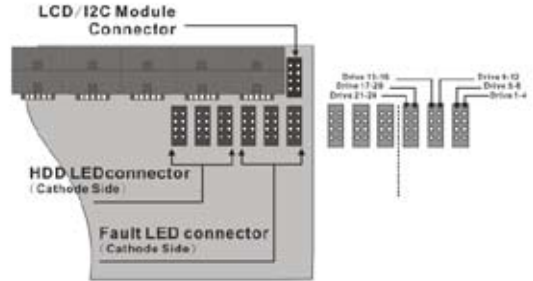 LCD/I2C Module
Connector
Drive 13-16
Drive 17-20
Drive 21-24
Drive 9-12
Drive 5-8
Drive 1-4
HDD LEDconnector
(Cathode Side)
Fault LED connector
(Cathode Side)